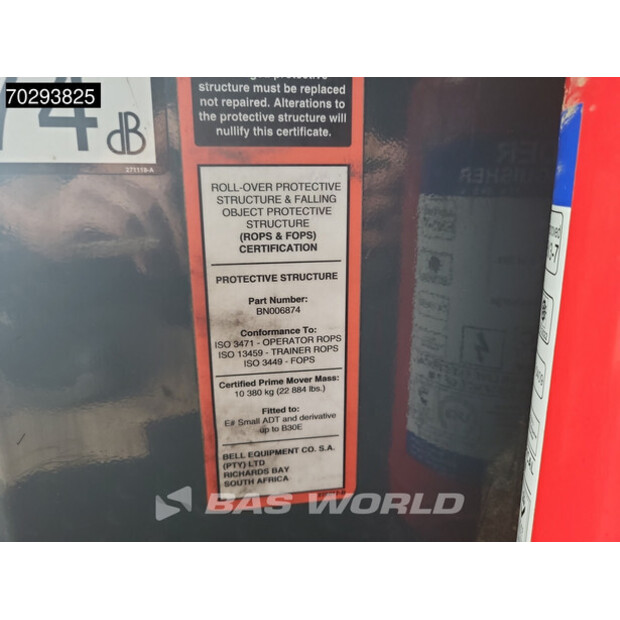 70293825
74
dB
271119-A
structure must be replaced
not repaired. Alterations to
the protective structure will
nullify this certificate.
ROLL-OVER PROTECTIVE
STRUCTURE & FALLING
OBJECT PROTECTIVE
STRUCTURE
(ROPS & FOPS)
CERTIFICATION
PROTECTIVE STRUCTURE
Part Number:
BN006874
Conformance To:
ISO 3471 - OPERATOR ROPS
ISO 13459 - TRAINER ROPS
ISO 3449 - FOPS
Certified Prime Mover Mass:
10 380 kg (22 884 lbs.)
Fitted to:
E# Small ADT and derivative
up to B30E
BELL EQUIPMENT CO. S.A.
(PTY) LTD
RICHARDS BAY
SOUTH AFRICA
BAS WORLD